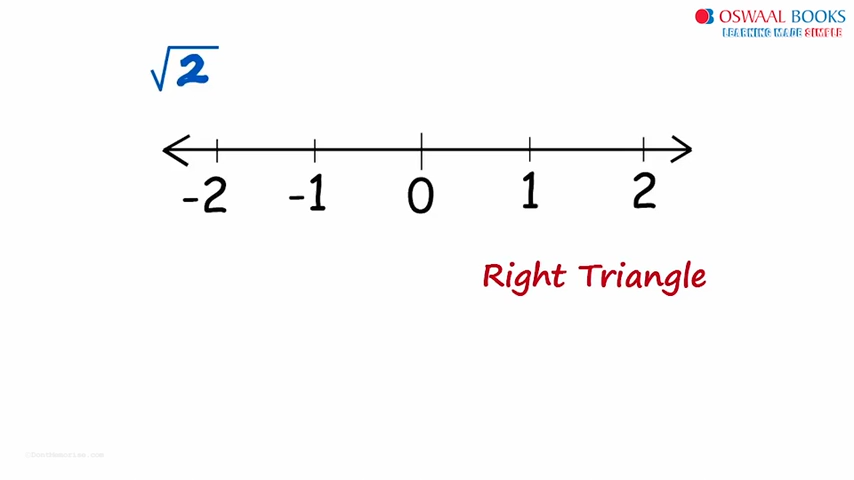 OSWAAL BOOKS
LEARNING MADE SIMPLE
√2
-2 -1 0 1 2
Right Triangle